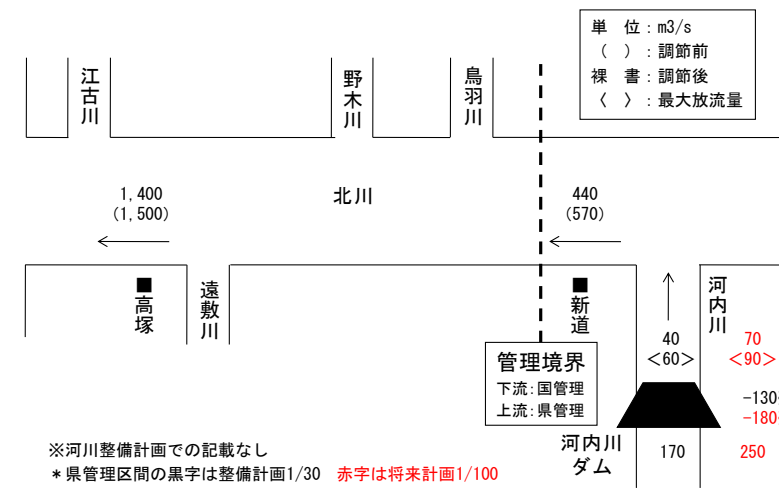 単　位：m3/s
（　）：調節前
裸　書：調節後
〈　〉：最大放流量
江古川
野木川
鳥羽川
1,400
(1,500)
北川
440
(570)
高塚
遠敷川
新道
河内川
管理境界
下流：国管理
上流：県管理
40
<60>
70
<90>
-130
-180
河内川
ダム
170
250
※河川整備計画での記載なし
＊県管理区間の黒字は整備計画1/30　赤字は将来計画1/100